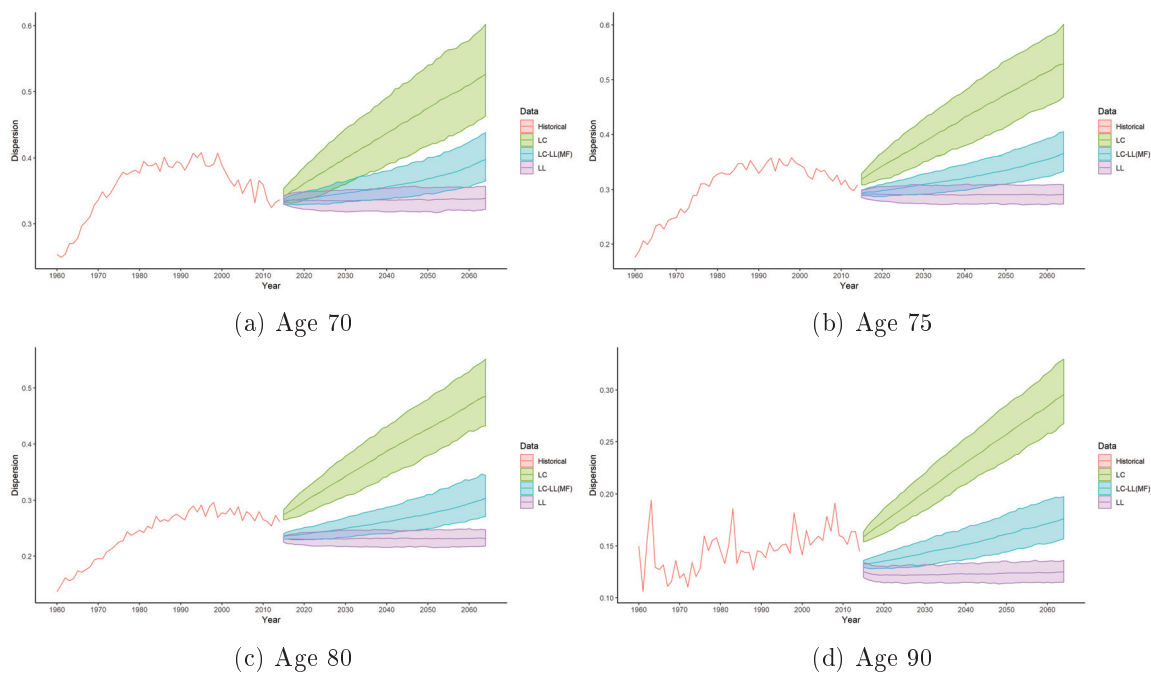 0.6
0.5
0.4
0.3
Dispersion
1960 1970 1980 1990 2000 2010 2020 2030 2040 2050 2060
Year
Data
Historical
LC
LC-LL(MF)
LL
(a) Age 70
0.6
0.5
0.4
0.3
0.2
Dispersion
1960 1970 1980 1990 2000 2010 2020 2030 2040 2050 2060
Year
Data
Historical
LC
LC-LL(MF)
LL
(b) Age 75
0.5
0.4
0.3
0.2
Dispersion
1960 1970 1980 1990 2000 2010 2020 2030 2040 2050 2060
Year
Data
Historical
LC
LC-LL(MF)
LL
(c) Age 80
0.30
0.25
0.20
0.15
0.10
Dispersion
1960 1970 1980 1990 2000 2010 2020 2030 2040 2050 2060
Year
Data
Historical
LC
LC-LL(MF)
LL
(d) Age 90